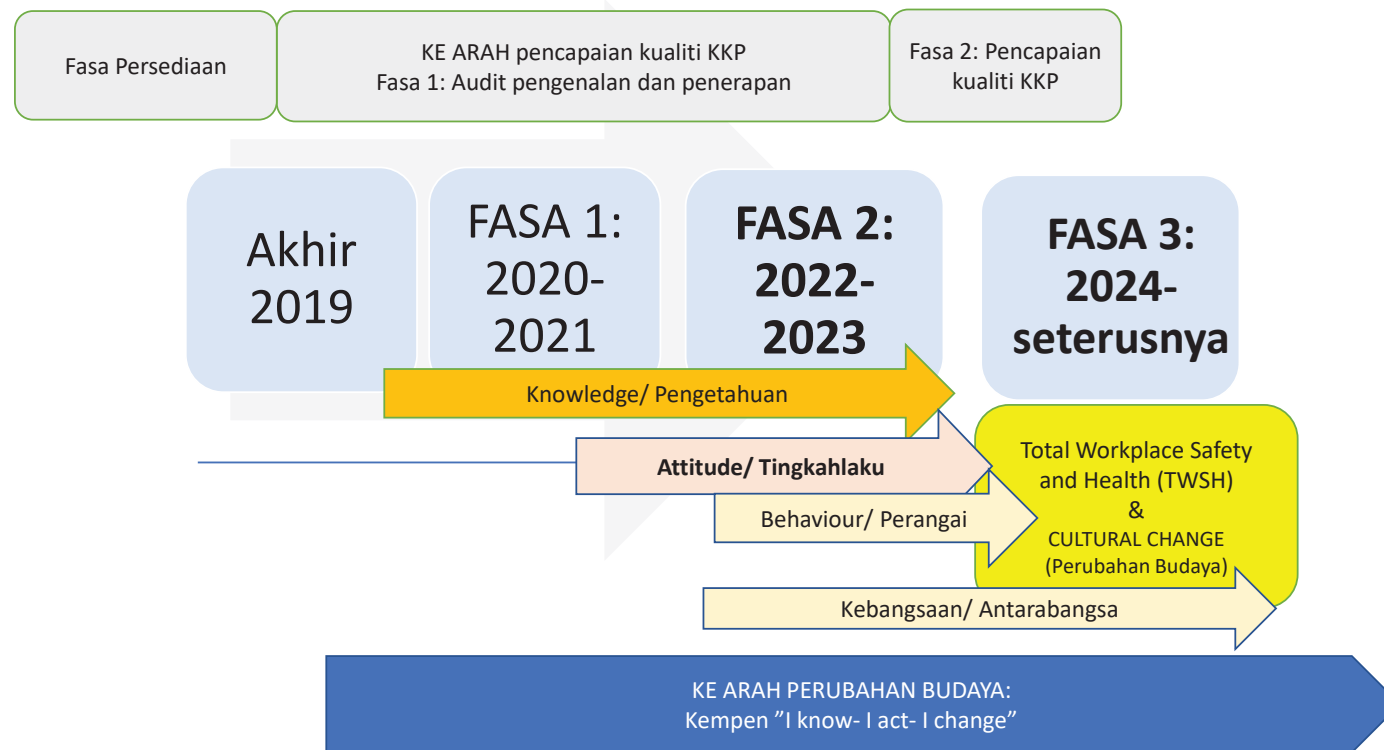 Fasa Persediaan
KE ARAH pencapaian kualiti KKP
Fasa 1: Audit pengenalan dan penerapan
Fasa 2: Pencapaian
kualiti KKP
Akhir
2019
FASA 1:
2020-
2021
FASA 2:
2022-
2023
FASA 3:
2024-
seterusnya
Knowledge/ Pengetahuan
Attitude/ Tingkahlaku
Behaviour/ Perangai
Total Workplace Safety
and Health (TWSH)
&
CULTURAL CHANGE
(Perubahan Budaya)
Kebangsaan/ Antarabangsa
KE ARAH PERUBAHAN BUDAYA:
Kempen ”I know- I act- I change”